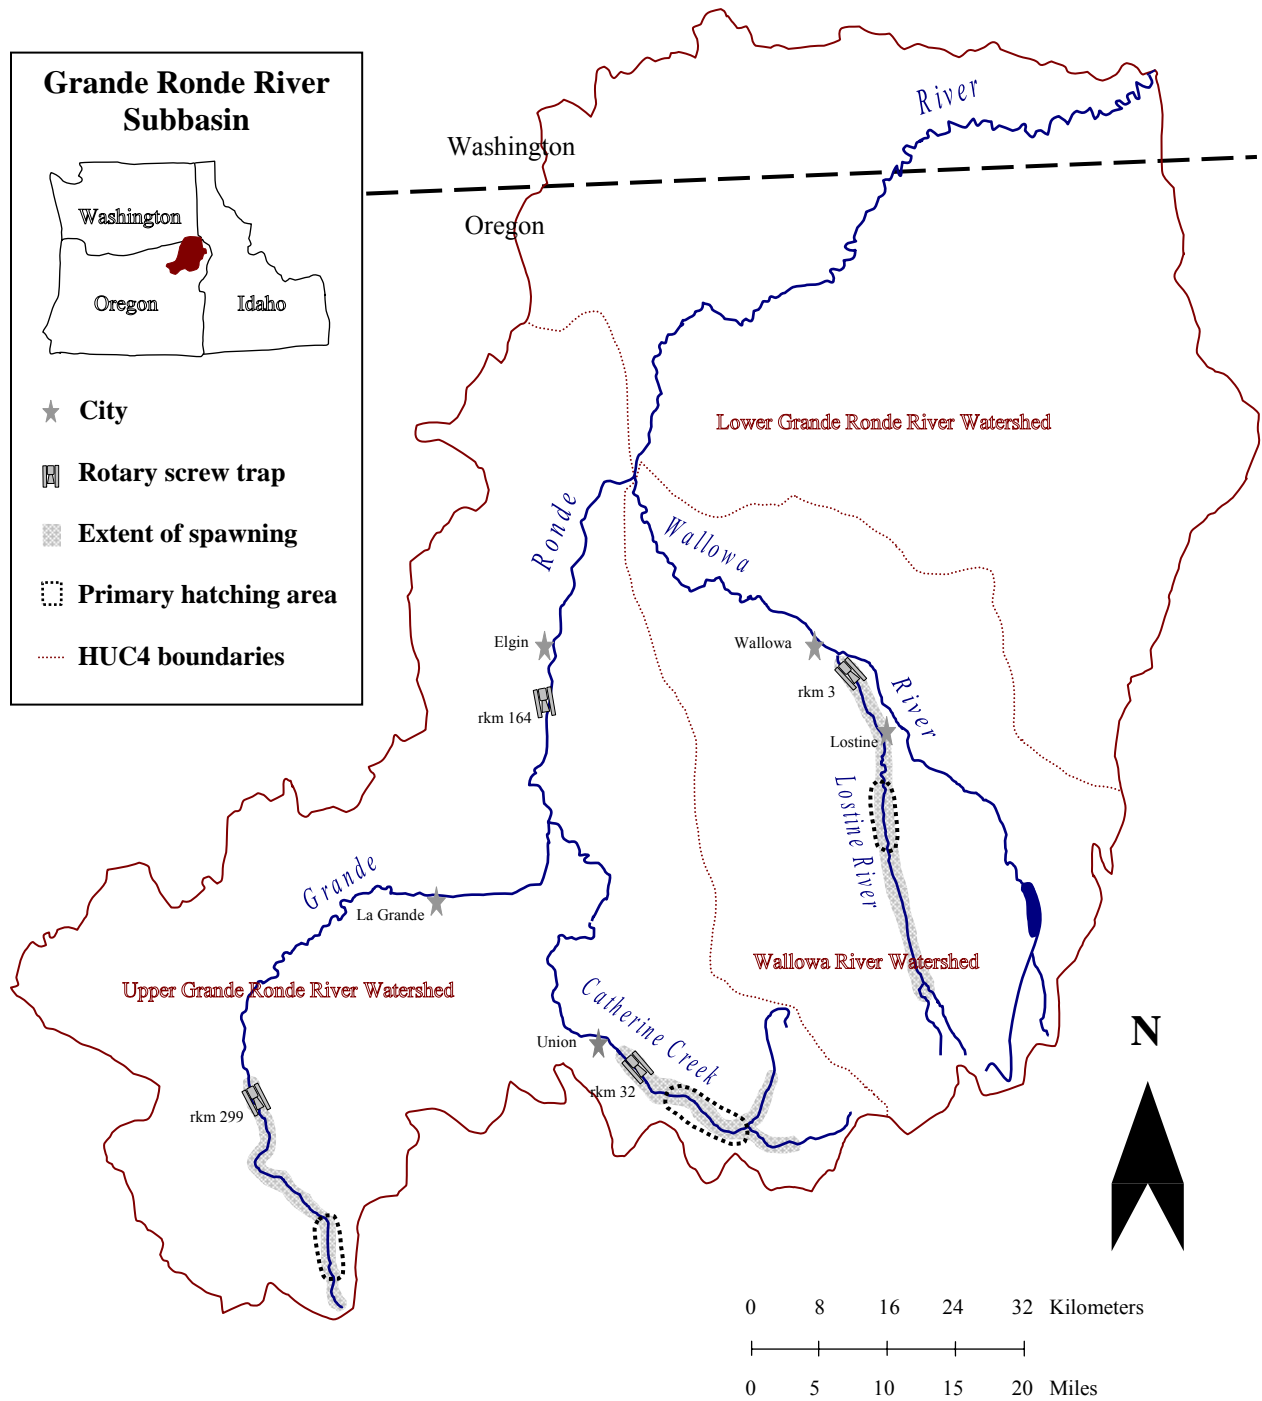 Grande Ronde River
Subbasin
Washington
Oregon
Idaho
City
Rotary screw trap
Extent of spawning
Primary hatching area
HUC4 boundaries
River
Washington
Oregon
Lower Grande Ronde River Watershed
Ronde
Wallowa
Elgin
Wallowa
rkm 3
River
rkm 164
Lostine
Lostine River
Grande
La Grande
Wallowa River Watershed
Upper Grande Ronde River Watershed
Catherine Creek
Union
N
rkm 32
rkm 299
0 8 16 24 32 Kilometers
0 5 10 15 20 Miles